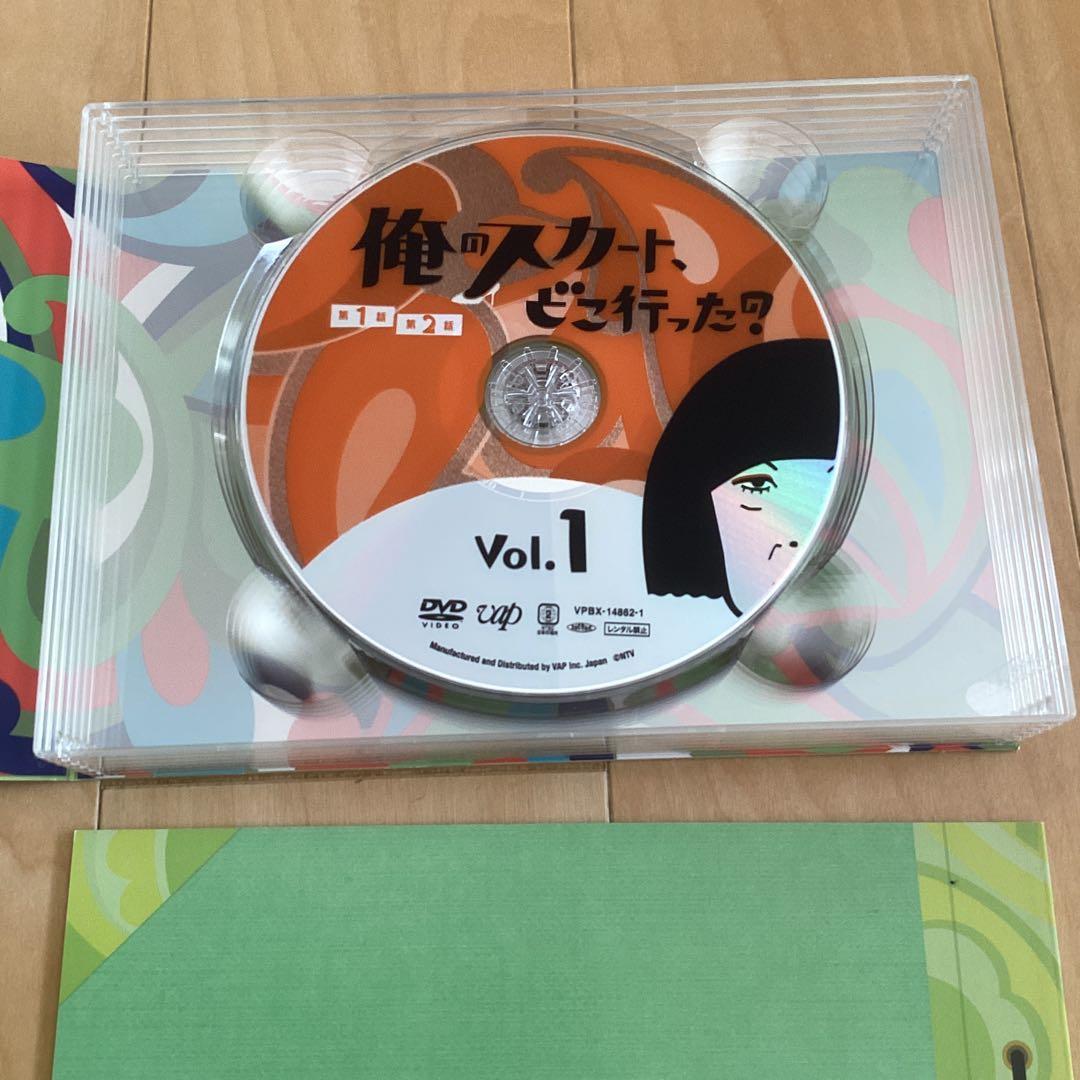 俺のスカート、
どこ行ったの?
第1話 第2話
Vol.1
DVD
VIDEO
vap
VPBX-14862-1
レンタル禁止
Manufactured and Distributed by VAP Inc. Japan ©NTV